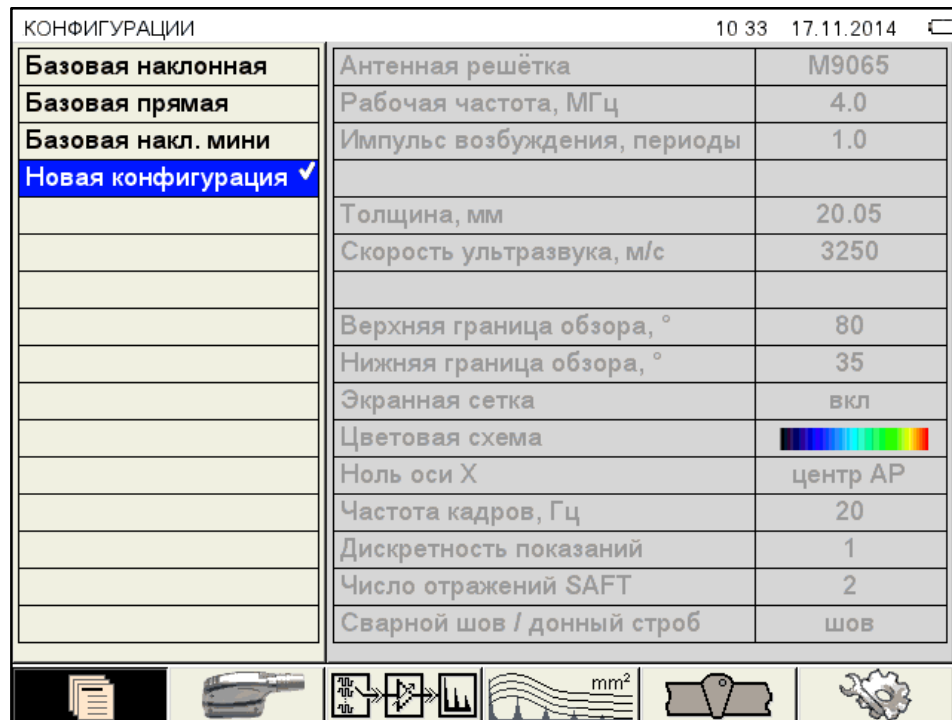 КОНФИГУРАЦИИ 10 33 17.11.2014
Базовая наклонная
Базовая прямая
Базовая накл. мини
Новая конфигурация
Антенная решётка M9065
Рабочая частота, МГц 4.0
Импульс возбуждения, периоды 1.0
Толщина, мм 20.05
Скорость ультразвука, м/с 3250
Верхняя граница обзора, ° 80
Нижняя граница обзора, ° 35
Экранная сетка вкл
Цветовая схема
Ноль оси X центр АР
Частота кадров, Гц 20
Дискретность показаний 1
Число отражений SAFT 2
Сварной шов / донный строб шов
mm²